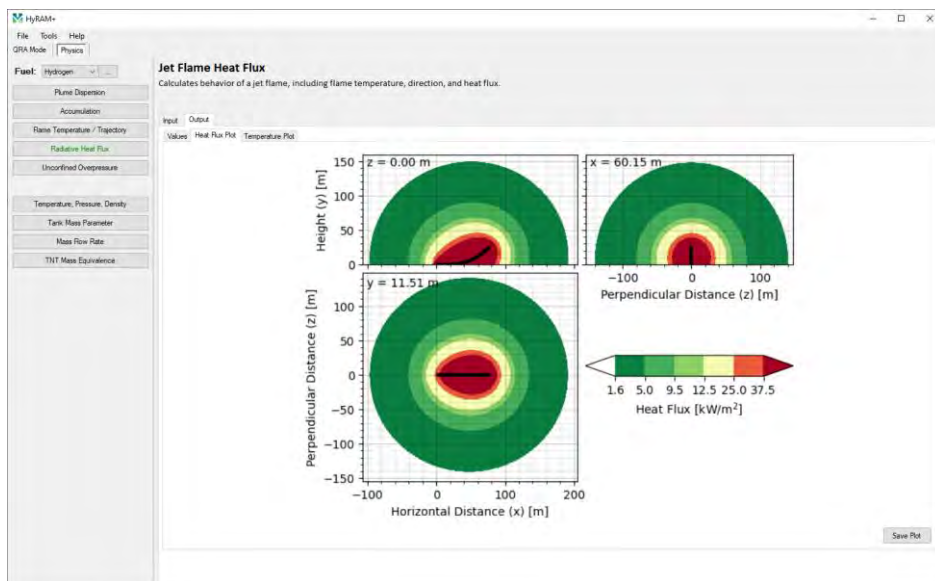 HyRAM+
File Tools Help
QRA Mode Physics
Fuel: Hydrogen ...
Plume Dispersion
Accumulation
Flame Temperature / Trajectory
Radiative Heat Flux
Unconfined Overpressure
Temperature, Pressure, Density
Tank Mass Parameter
Mass Flow Rate
TNT Mass Equivalence
Jet Flame Heat Flux
Calculates behavior of a jet flame, including flame temperature, direction, and heat flux.
Input Output
Values Heat Flux Plot Temperature Plot
z = 0.00 m
150
100
50
0
Height (y) [m]
x = 60.15 m
−100 0 100
Perpendicular Distance (z) [m]
y = 11.51 m
100
50
0
−50
−100
−150
Perpendicular Distance (z) [m]
−100 0 100 200
Horizontal Distance (x) [m]
1.6 5.0 9.5 12.5 25.0 37.5
Heat Flux [kW/m²]
Save Plot